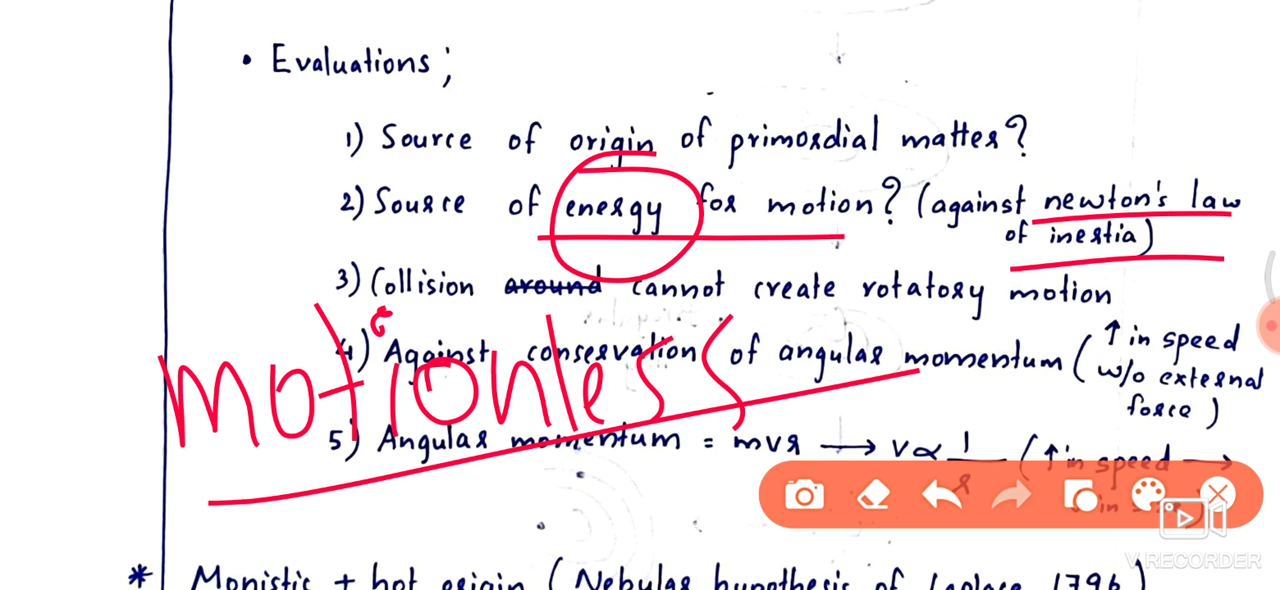 • Evaluations ;
1) Source of origin of primordial matter?
2) Source of energy for motion? (against newton's law
of inertia)
3) Collision around cannot create rotatory motion
4) Against conservation of angular momentum ( ↑ in speed
w/o external
force )
motionless
5) Angular momentum = mvr → v ∝ 1/r ( ↑ in speed →
in
* Monistic + hot origin ( Nebular hypothesis of Laplace 1796 )
V RECORDER